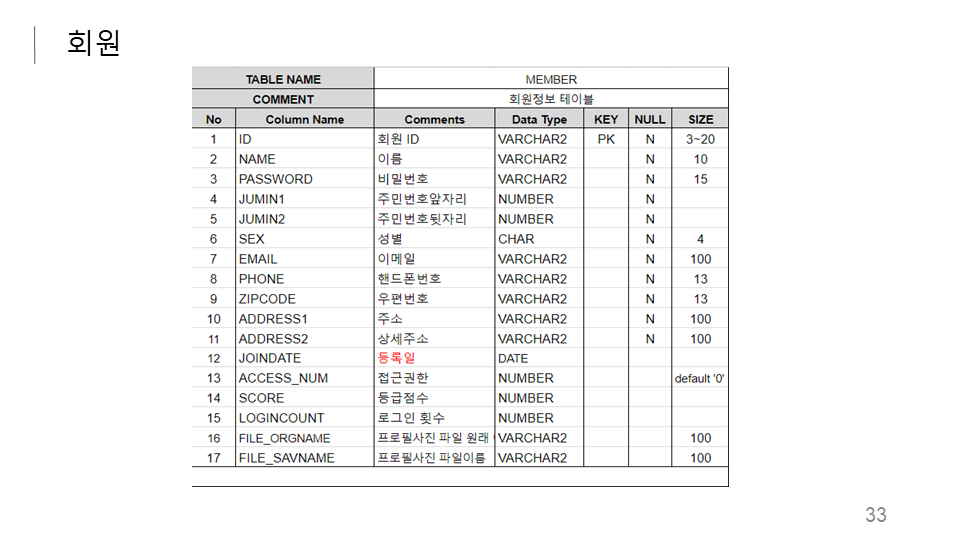 회원
TABLE NAME MEMBER
COMMENT 회원정보 테이블
No Column Name Comments Data Type KEY NULL SIZE
1 ID 회원 ID VARCHAR2 PK N 3~20
2 NAME 이름 VARCHAR2 N 10
3 PASSWORD 비밀번호 VARCHAR2 N 15
4 JUMIN1 주민번호앞자리 NUMBER N
5 JUMIN2 주민번호뒷자리 NUMBER N
6 SEX 성별 CHAR N 4
7 EMAIL 이메일 VARCHAR2 N 100
8 PHONE 핸드폰번호 VARCHAR2 N 13
9 ZIPCODE 우편번호 VARCHAR2 N 13
10 ADDRESS1 주소 VARCHAR2 N 100
11 ADDRESS2 상세주소 VARCHAR2 N 100
12 JOINDATE 등록일 DATE
13 ACCESS_NUM 접근권한 NUMBER default '0'
14 SCORE 등급점수 NUMBER
15 LOGINCOUNT 로그인 횟수 NUMBER
16 FILE_ORGNAME 프로필사진 파일 원래 VARCHAR2 100
17 FILE_SAVNAME 프로필사진 파일이름 VARCHAR2 100
33